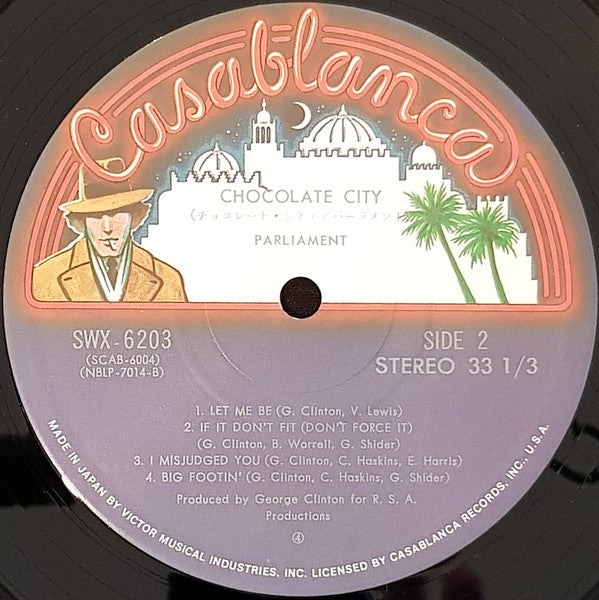 Casablanca
CHOCOLATE CITY
(チョコレート・シティ/パーラメント)
PARLIAMENT
SWX-6203
(SCAB-6004)
(NBLP-7014-B)
SIDE 2
STEREO 33 1/3
1. LET ME BE (G. Clinton, V. Lewis)
2. IF IT DON'T FIT (DON'T FORCE IT)
(G. Clinton, B. Worrell, G. Shider)
3. I MISJUDGED YOU (G. Clinton, C. Haskins, E. Harris)
4. BIG FOOTIN' (G. Clinton, C. Haskins, G. Shider)
Produced by George Clinton for R. S. A.
Productions
④
MADE IN JAPAN BY VICTOR MUSICAL INDUSTRIES, INC. LICENSED BY CASABLANCA RECORDS, INC., U.S.A.